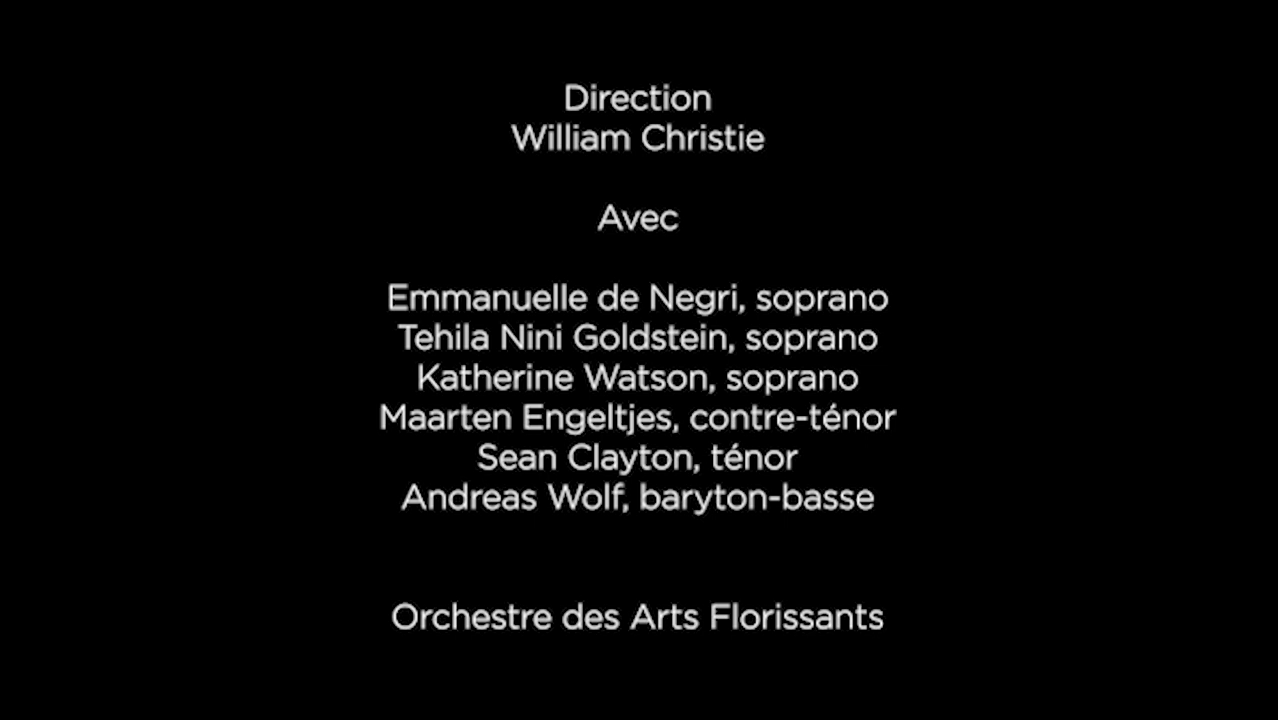 Direction
William Christie
Avec
Emmanuelle de Negri, soprano
Tehila Nini Goldstein, soprano
Katherine Watson, soprano
Maarten Engeltjes, contre-ténor
Sean Clayton, ténor
Andreas Wolf, baryton-basse
Orchestre des Arts Florissants